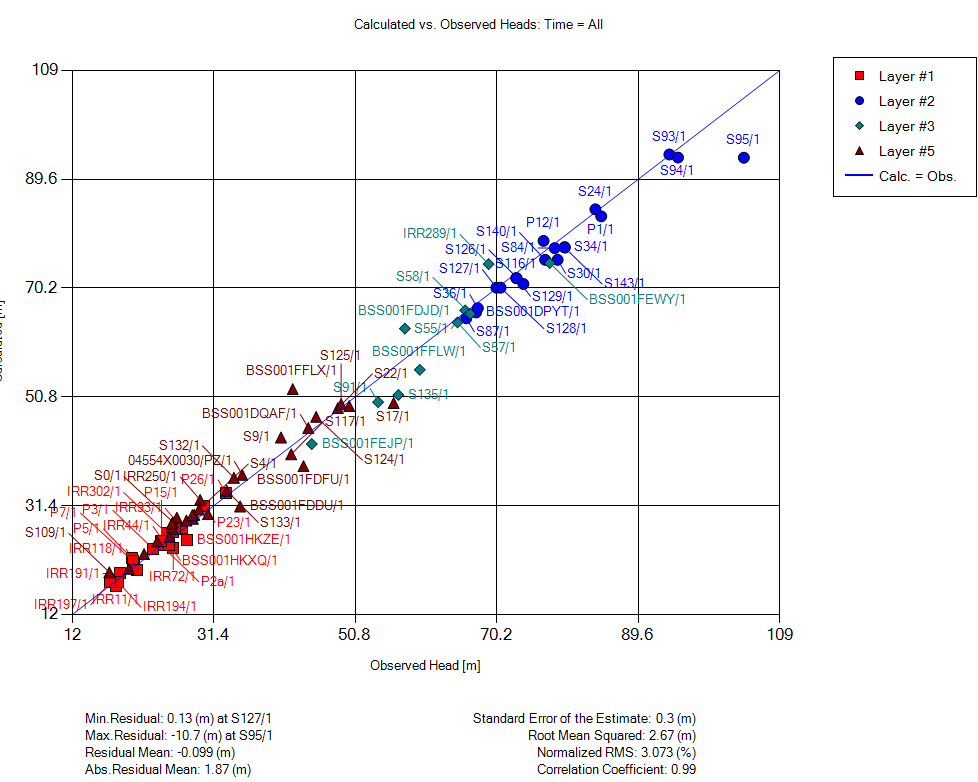 Calculated vs. Observed Heads: Time = All
109
89.6
70.2
50.8
31.4
12
12 31.4 50.8 70.2 89.6 109
Observed Head [m]
Layer #1
Layer #2
Layer #3
Layer #5
Calc. = Obs.
S93/1
S95/1
S94/1
S24/1
P12/1
P1/1
IRR289/1
S140/1
S126/1
S84/1
S34/1
S127/1
S116/1
S30/1
S58/1
S143/1
S36/1
S129/1
BSS001FEWY/1
BSS001FDJD/1
BSS001DPYT/1
S55/1
S87/1
S128/1
BSS001FFLW/1
S57/1
S125/1
BSS001FFLX/1
S22/1
S91/1
S135/1
BSS001DQAF/1
S117/1
S17/1
S9/1
BSS001FEJP/1
S132/1
04554X0030/PZ/1
S4/1
S124/1
S0/1
IRR250/1
P26/1
BSS001FDFU/1
IRR302/1
P15/1
P7/1
P3/1
IRR93/1
BSS001FDDU/1
P5/1
IRR44/1
P23/1
S133/1
S109/1
IRR118/1
BSS001HKZE/1
BSS001HKXQ/1
IRR191/1
IRR72/1
P2a/1
IRR197/1
IRR11/1
IRR194/1
Min.Residual: 0.13 (m) at S127/1
Max.Residual: -10.7 (m) at S95/1
Residual Mean: -0.099 (m)
Abs.Residual Mean: 1.87 (m)
Standard Error of the Estimate: 0.3 (m)
Root Mean Squared: 2.67 (m)
Normalized RMS: 3.073 (%)
Correlation Coefficient: 0.99